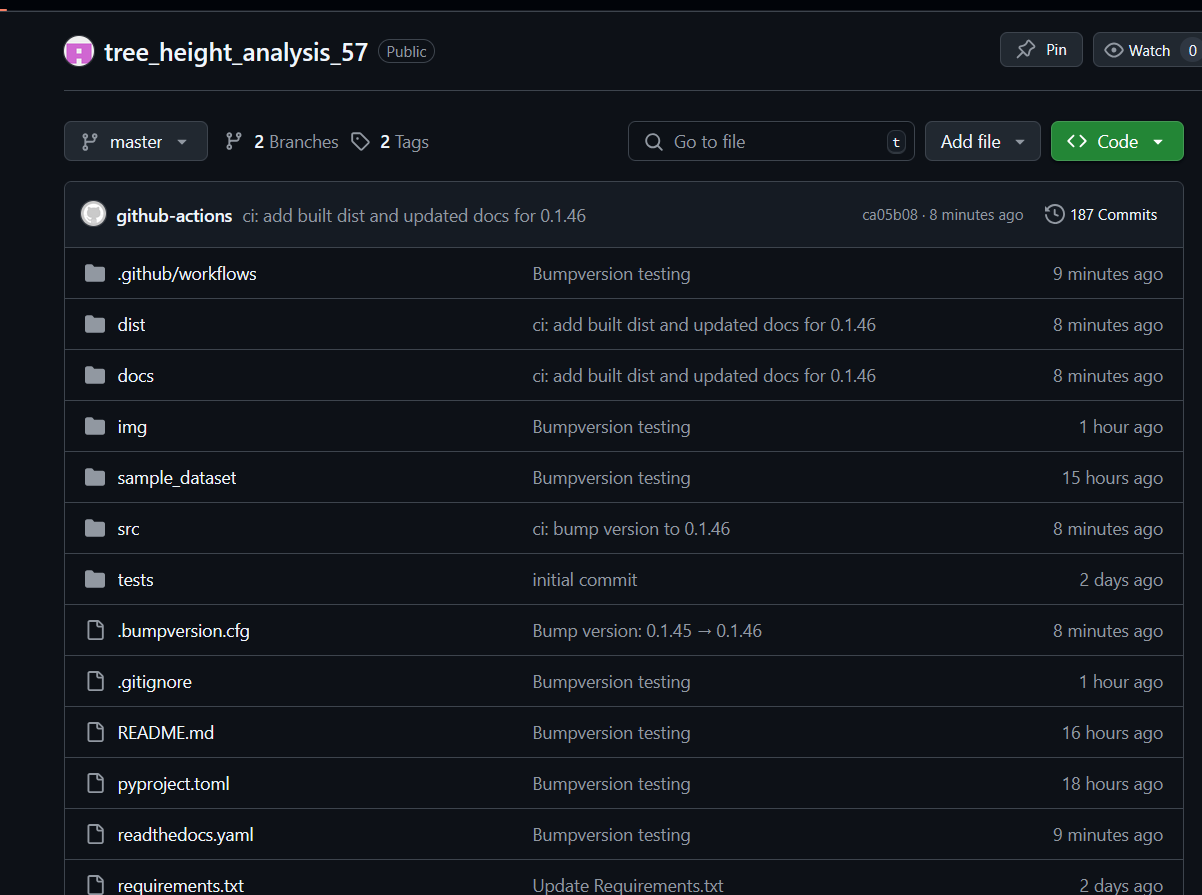 tree_height_analysis_57 Public Pin Watch 0
master 2 Branches 2 Tags Go to file t Add file Code
github-actions ci: add built dist and updated docs for 0.1.46 ca05b08 · 8 minutes ago 187 Commits
.github/workflows Bumpversion testing 9 minutes ago
dist ci: add built dist and updated docs for 0.1.46 8 minutes ago
docs ci: add built dist and updated docs for 0.1.46 8 minutes ago
img Bumpversion testing 1 hour ago
sample_dataset Bumpversion testing 15 hours ago
src ci: bump version to 0.1.46 8 minutes ago
tests initial commit 2 days ago
.bumpversion.cfg Bump version: 0.1.45 → 0.1.46 8 minutes ago
.gitignore Bumpversion testing 1 hour ago
README.md Bumpversion testing 16 hours ago
pyproject.toml Bumpversion testing 18 hours ago
readthedocs.yaml Bumpversion testing 9 minutes ago
requirements.txt Update Requirements.txt 2 days ago